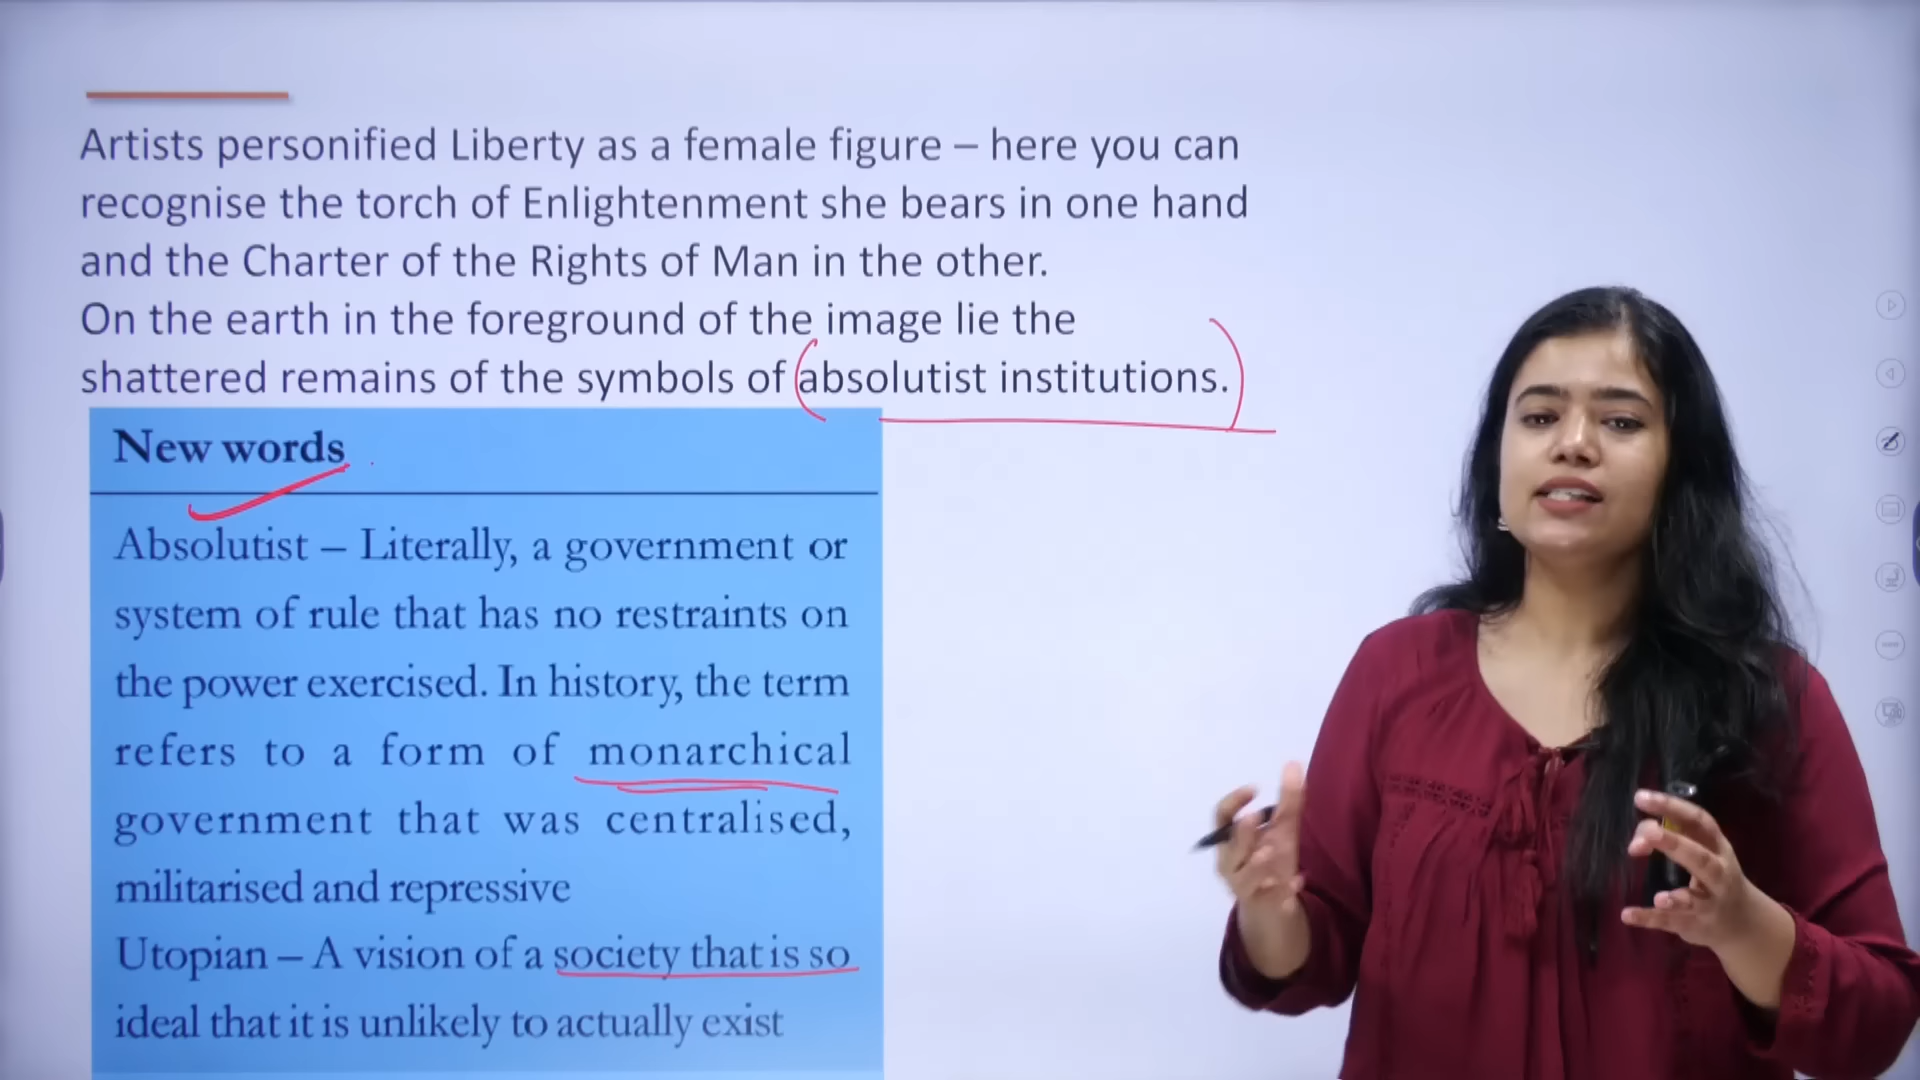 Artists personified Liberty as a female figure – here you can
recognise the torch of Enlightenment she bears in one hand
and the Charter of the Rights of Man in the other.
On the earth in the foreground of the image lie the
shattered remains of the symbols of absolutist institutions.
New words
Absolutist – Literally, a government or
system of rule that has no restraints on
the power exercised. In history, the term
refers to a form of monarchical
government that was centralised,
militarised and repressive
Utopian – A vision of a society that is so
ideal that it is unlikely to actually exist